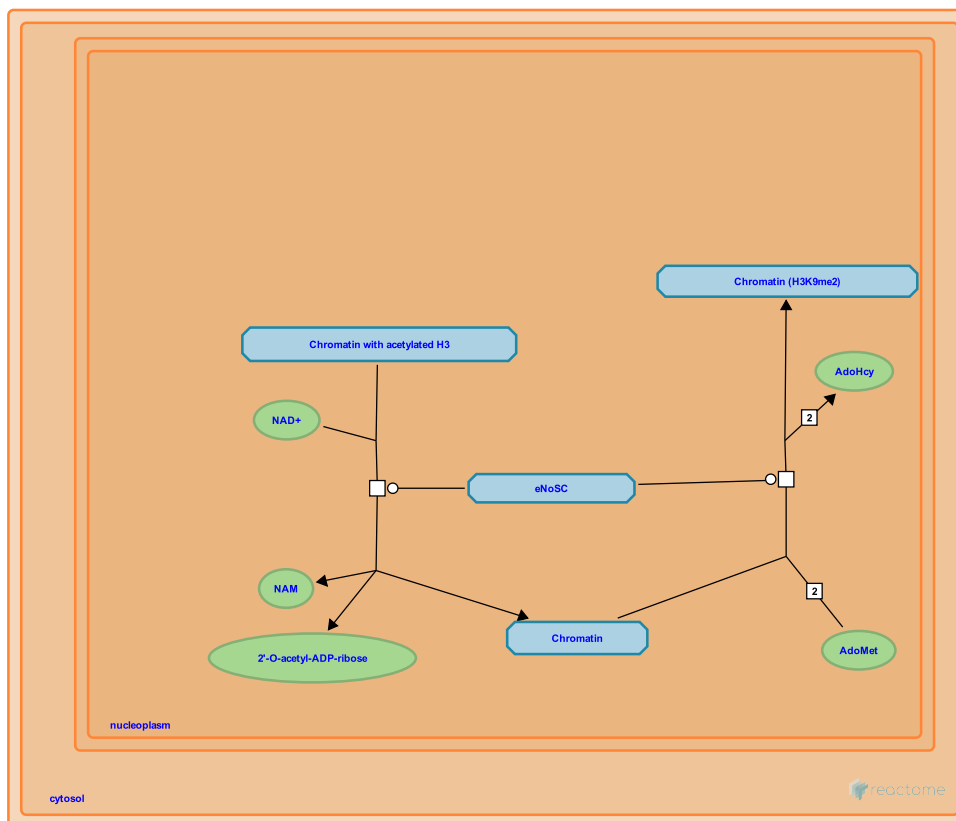 Chromatin (H3K9me2)
Chromatin with acetylated H3
AdoHcy
NAD+
2
eNoSC
NAM
2
Chromatin
2'-O-acetyl-ADP-ribose
AdoMet
nucleoplasm
reactome
cytosol